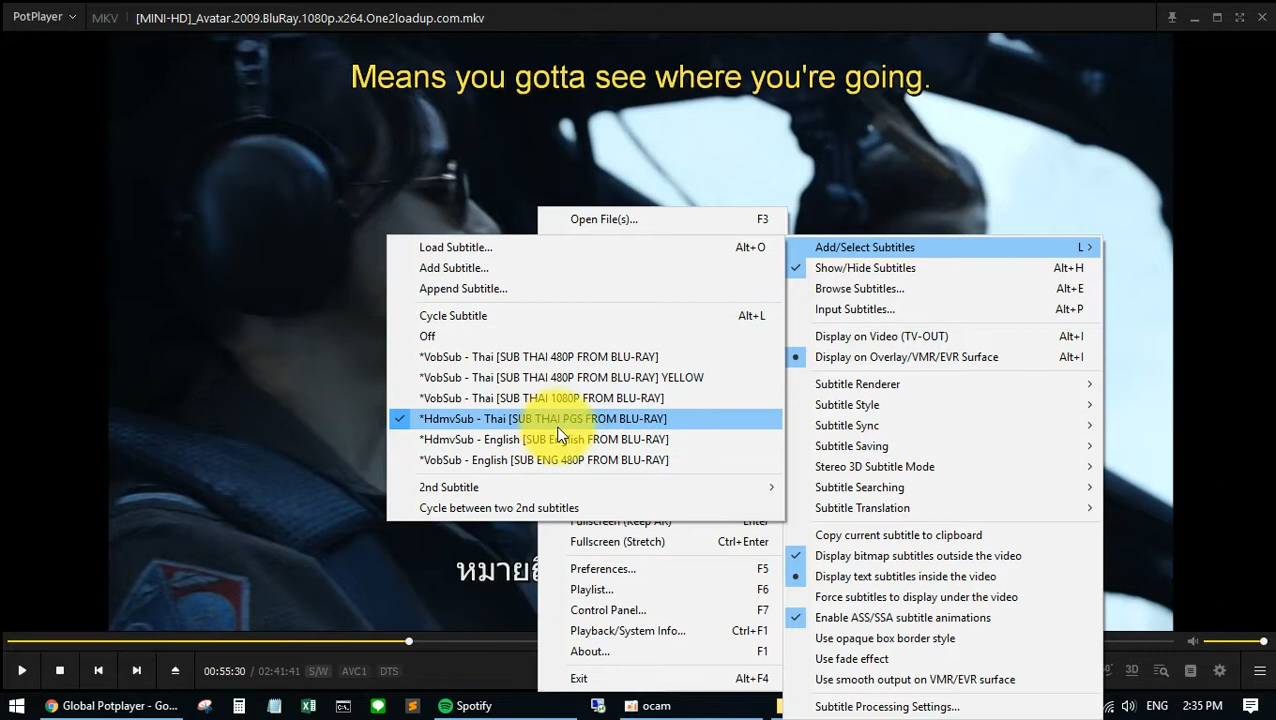 PotPlayer
MKV
[MINI-HD]_Avatar.2009.BluRay.1080p.x264.One2loadup.com.mkv
Means you gotta see where you're going.
Open File(s)... F3
Load Subtitle... Alt+O
Add Subtitle...
Append Subtitle...
Cycle Subtitle Alt+L
Off
*VobSub - Thai [SUB THAI 480P FROM BLU-RAY]
*VobSub - Thai [SUB THAI 480P FROM BLU-RAY] YELLOW
*VobSub - Thai [SUB THAI 1080P FROM BLU-RAY]
*HdmvSub - Thai [SUB THAI PGS FROM BLU-RAY]
*HdmvSub - English [SUB English FROM BLU-RAY]
*VobSub - English [SUB ENG 480P FROM BLU-RAY]
2nd Subtitle
Cycle between two 2nd subtitles
Add/Select Subtitles L
Show/Hide Subtitles Alt+H
Browse Subtitles... Alt+E
Input Subtitles... Alt+P
Display on Video (TV-OUT) Alt+I
Display on Overlay/VMR/EVR Surface Alt+I
Subtitle Renderer
Subtitle Style
Subtitle Sync
Subtitle Saving
Stereo 3D Subtitle Mode
Subtitle Searching
Subtitle Translation
Copy current subtitle to clipboard
Display bitmap subtitles outside the video
Display text subtitles inside the video
Force subtitles to display under the video
Enable ASS/SSA subtitle animations
Use opaque box border style
Use fade effect
Use smooth output on VMR/EVR surface
Subtitle Processing Settings...
Fullscreen (Keep AR) Enter
Fullscreen (Stretch) Ctrl+Enter
Preferences... F5
Playlist... F6
Control Panel... F7
Playback/System Info... Ctrl+F1
About... F1
Exit Alt+F4
หมายถึ
00:55:30 / 02:41:41 S/W AVC1 DTS
3D
Global Potplayer - Go...
Spotify
ocam
ENG 2:35 PM